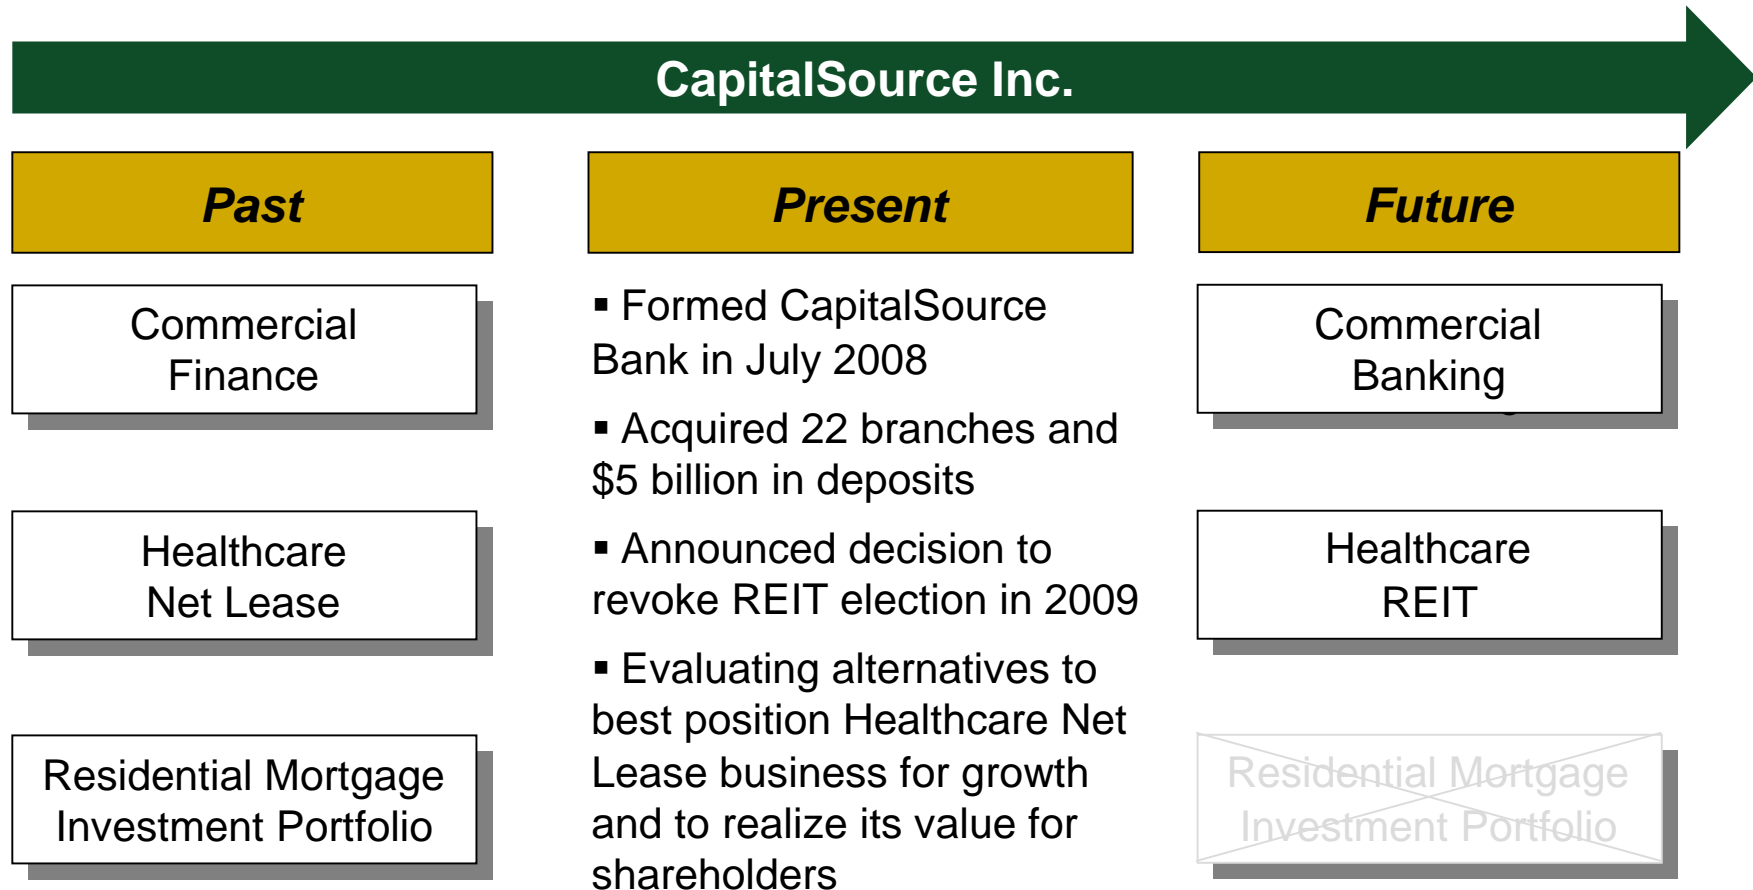 CapitalSource Inc.
Past
Present
Future
Commercial
Finance
Healthcare
Net Lease
Residential Mortgage
Investment Portfolio
▪ Formed CapitalSource
Bank in July 2008
▪ Acquired 22 branches and
$5 billion in deposits
▪ Announced decision to
revoke REIT election in 2009
▪ Evaluating alternatives to
best position Healthcare Net
Lease business for growth
and to realize its value for
shareholders
Commercial
Banking
Healthcare
REIT
Residential Mortgage
Investment Portfolio